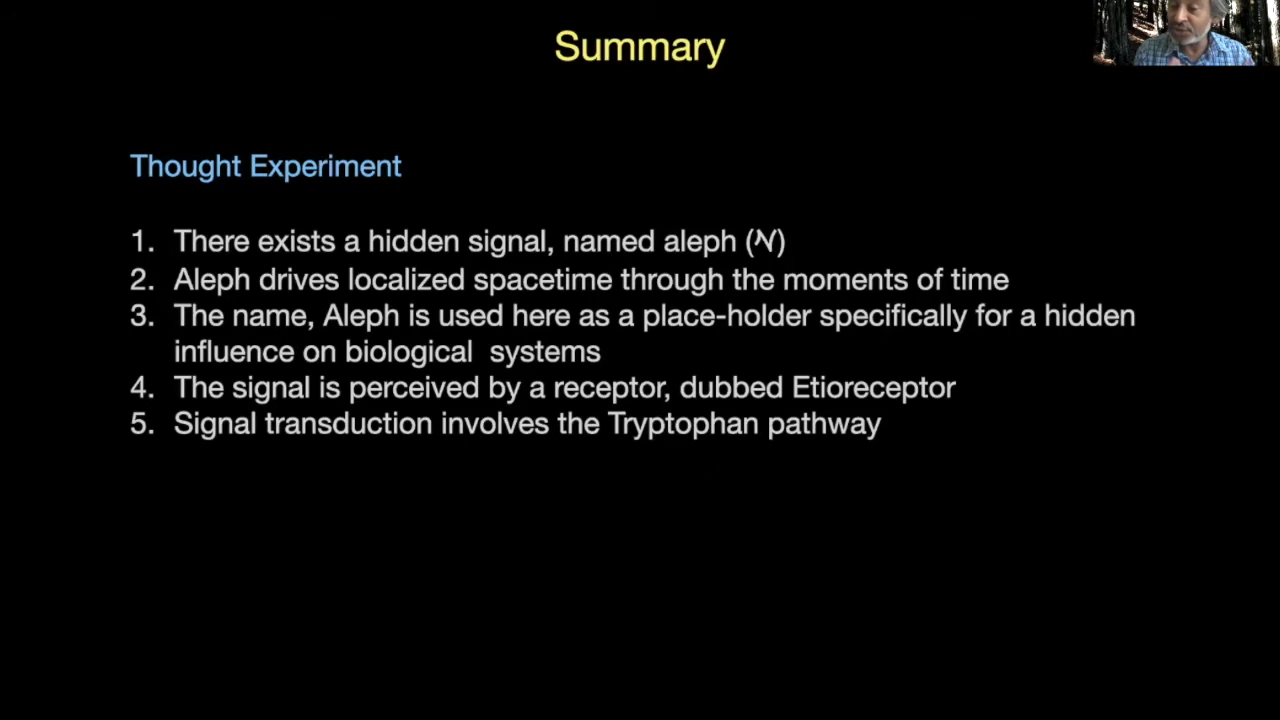 Summary
Thought Experiment
1. There exists a hidden signal, named aleph (ℵ)
2. Aleph drives localized spacetime through the moments of time
3. The name, Aleph is used here as a place-holder specifically for a hidden
influence on biological systems
4. The signal is perceived by a receptor, dubbed Etioreceptor
5. Signal transduction involves the Tryptophan pathway